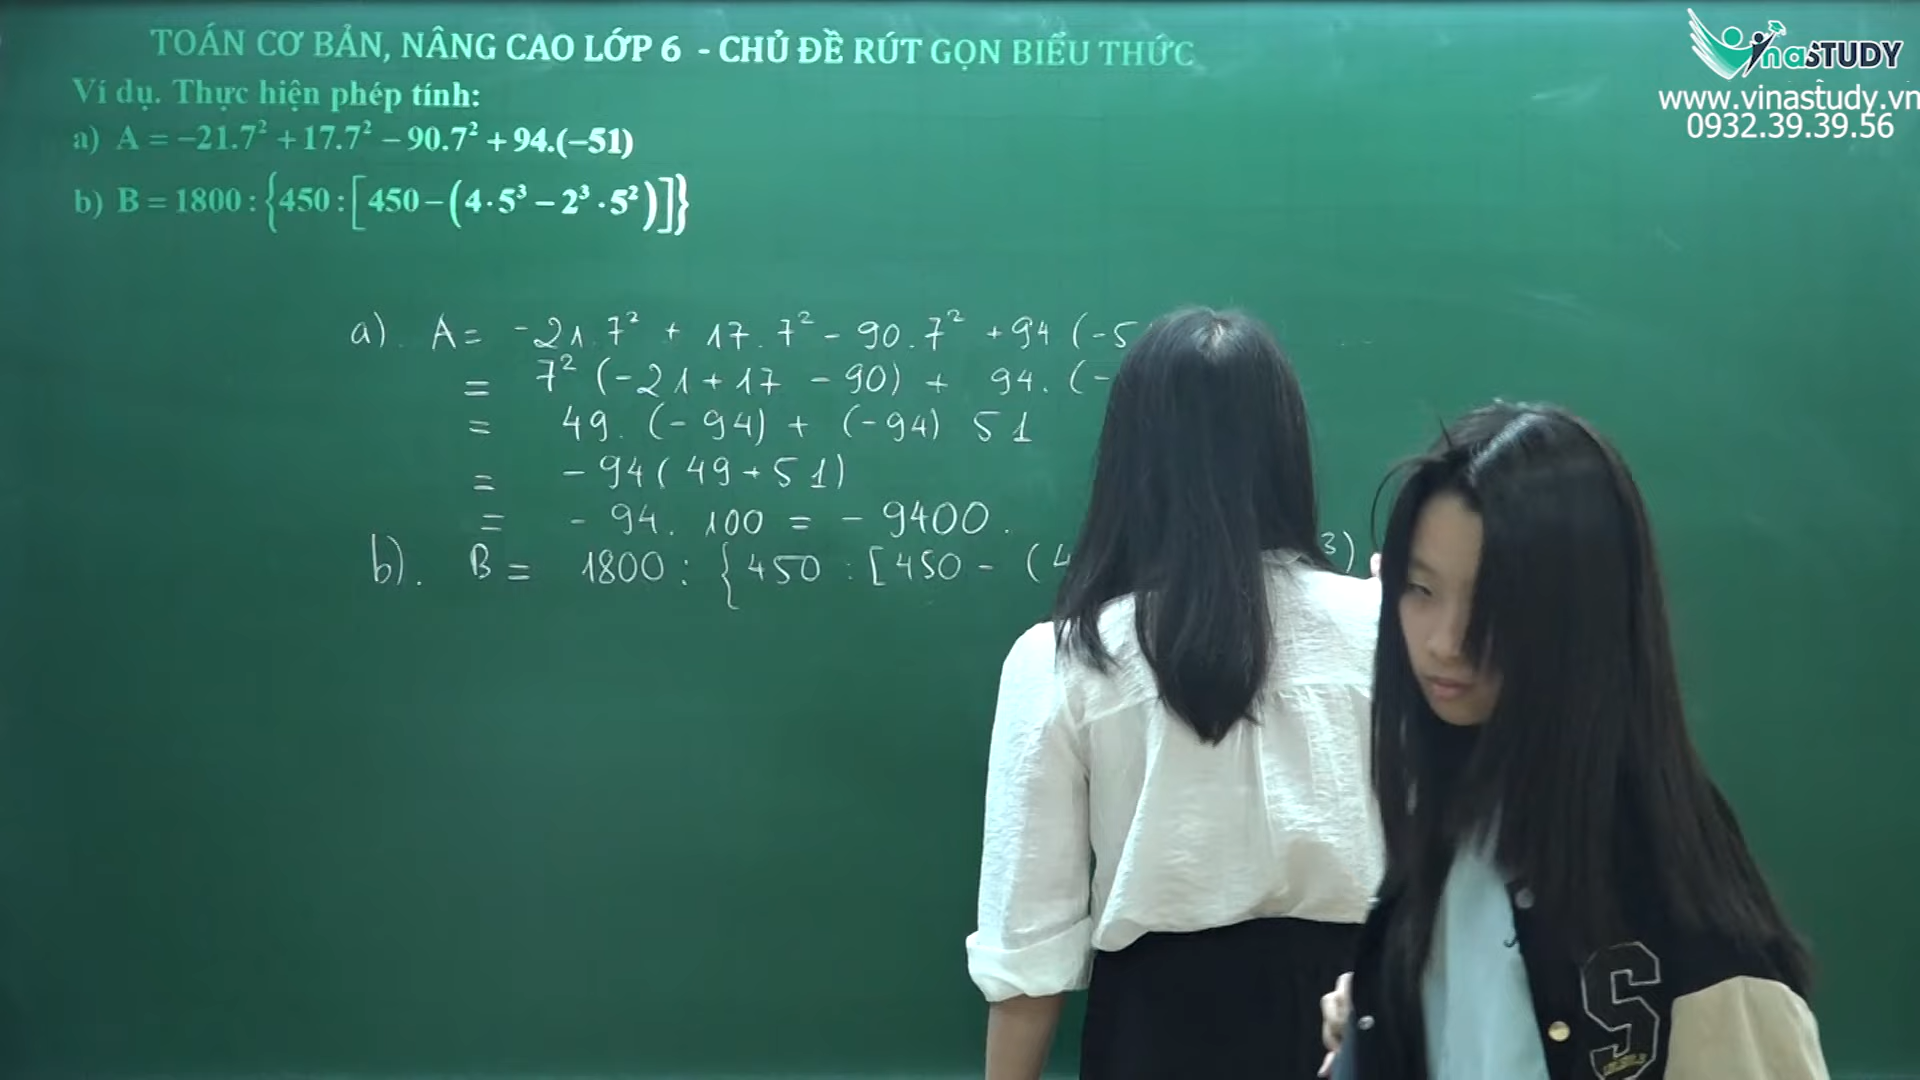 TOÁN CƠ BẢN, NÂNG CAO LỚP 6 - CHỦ ĐỀ RÚT GỌN BIỂU THỨC
VinaSTUDY
www.vinastudy.vn
0932.39.39.56
Ví dụ. Thực hiện phép tính:
a) A = −21.7² + 17.7² − 90.7² + 94.(−51)
b) B = 1800 : {450 : [450 − (4·5³ − 2³·5²)]}
a). A = -21.7² + 17.7² - 90.7² + 94 (-5
= 7² (-21 + 17 - 90) + 94. (-
= 49. (-94) + (-94) 51
= -94 (49 + 51)
= -94. 100 = -9400.
b). B = 1800 : {450 : [450 - (4 3)
S